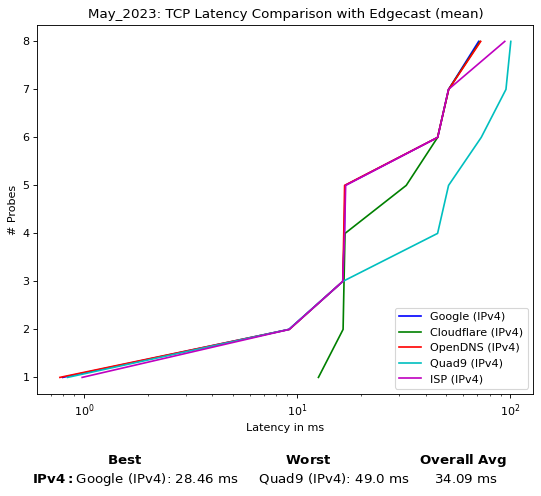 May_2023: TCP Latency Comparison with Edgecast (mean)
8
7
6
5
4
3
2
1
# Probes
Google (IPv4)
Cloudflare (IPv4)
OpenDNS (IPv4)
Quad9 (IPv4)
ISP (IPv4)
10⁰ 10¹ 10²
Latency in ms
Best Worst Overall Avg
IPv4: Google (IPv4): 28.46 ms Quad9 (IPv4): 49.0 ms 34.09 ms